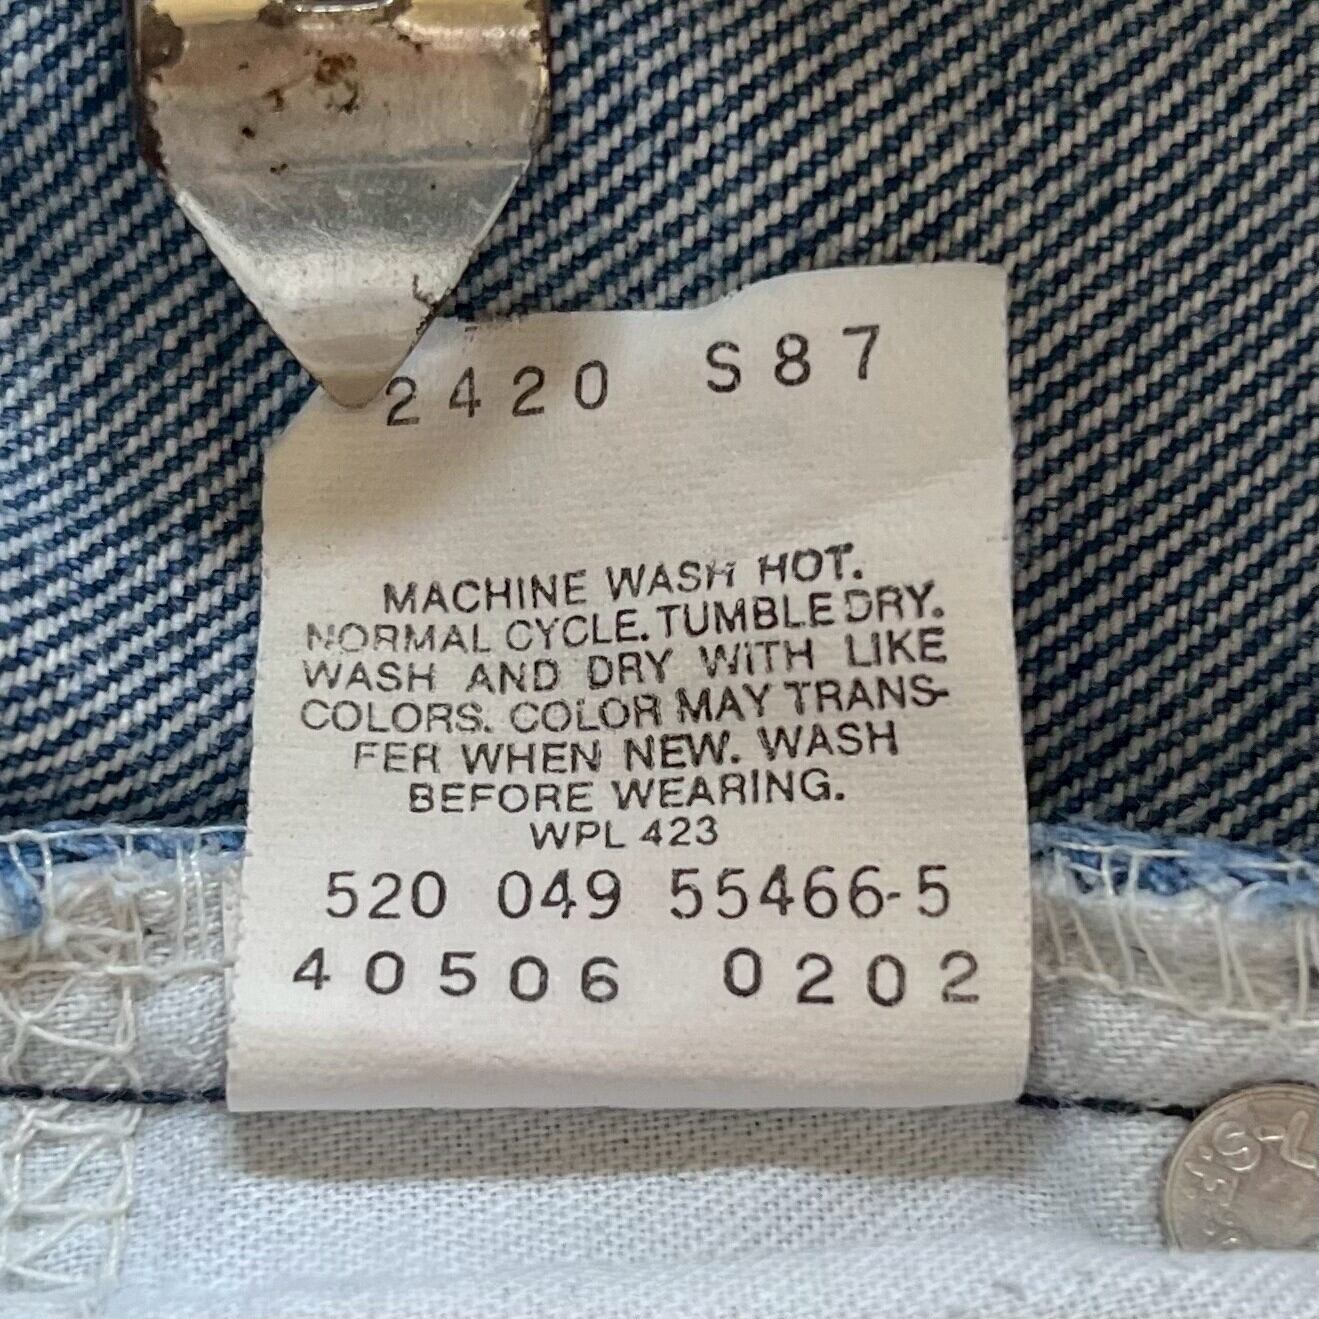 2420 S87
MACHINE WASH HOT.
NORMAL CYCLE. TUMBLE DRY.
WASH AND DRY WITH LIKE
COLORS. COLOR MAY TRANS-
FER WHEN NEW. WASH
BEFORE WEARING.
WPL 423
520 049 55466-5
40506 0202